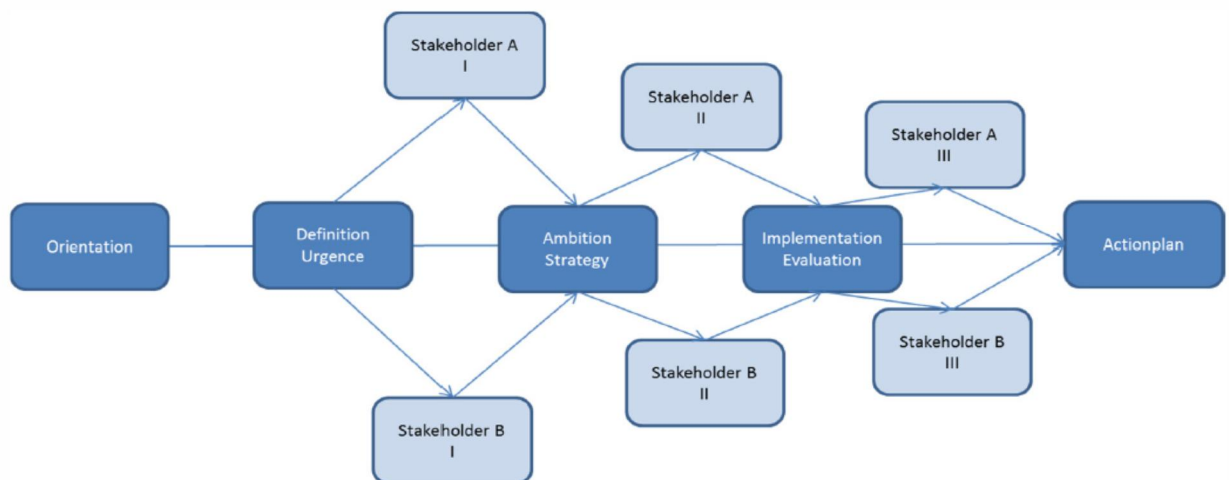 Stakeholder A
I
Stakeholder A
II
Stakeholder A
III
Orientation
Definition
Urgence
Ambition
Strategy
Implementation
Evaluation
Actionplan
Stakeholder B
I
Stakeholder B
II
Stakeholder B
III